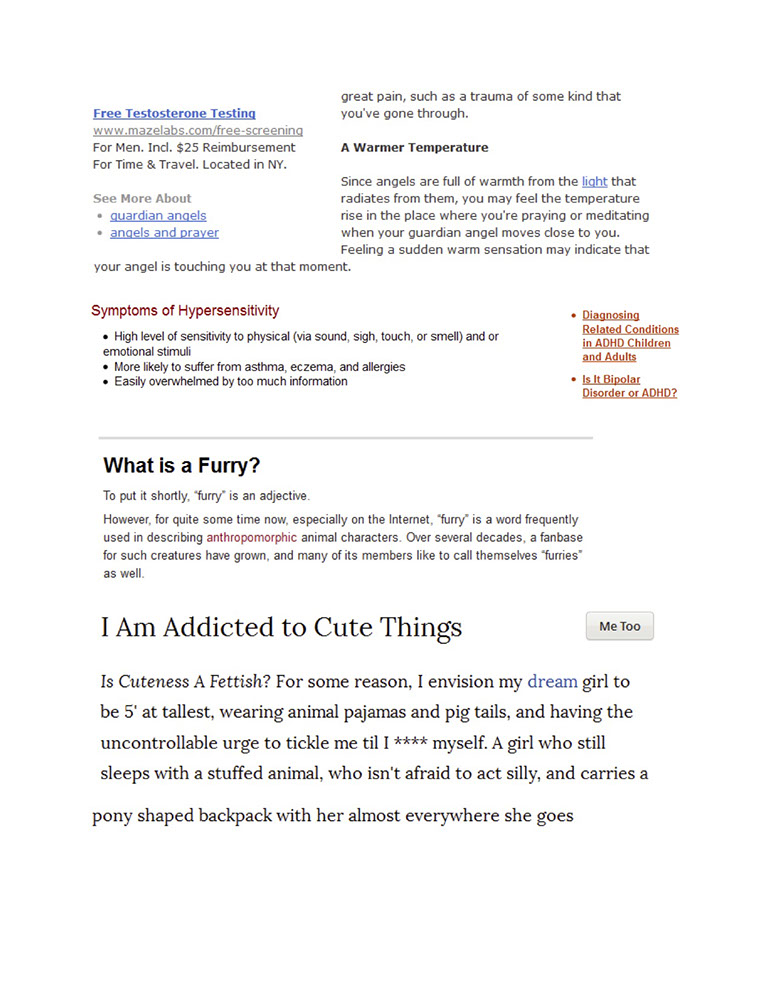 great pain, such as a trauma of some kind that
you've gone through.
Free Testosterone Testing
www.mazelabs.com/free-screening
For Men. Incl. $25 Reimbursement
For Time & Travel. Located in NY.
See More About
• guardian angels
• angels and prayer
A Warmer Temperature
Since angels are full of warmth from the light that
radiates from them, you may feel the temperature
rise in the place where you're praying or meditating
when your guardian angel moves close to you.
Feeling a sudden warm sensation may indicate that
your angel is touching you at that moment.
Symptoms of Hypersensitivity
• High level of sensitivity to physical (via sound, sigh, touch, or smell) and or
emotional stimuli
• More likely to suffer from asthma, eczema, and allergies
• Easily overwhelmed by too much information
• Diagnosing
Related Conditions
in ADHD Children
and Adults
• Is It Bipolar
Disorder or ADHD?
What is a Furry?
To put it shortly, “furry” is an adjective.
However, for quite some time now, especially on the Internet, “furry” is a word frequently
used in describing anthropomorphic animal characters. Over several decades, a fanbase
for such creatures have grown, and many of its members like to call themselves “furries”
as well.
I Am Addicted to Cute Things
Me Too
Is Cuteness A Fettish? For some reason, I envision my dream girl to
be 5' at tallest, wearing animal pajamas and pig tails, and having the
uncontrollable urge to tickle me til I **** myself. A girl who still
sleeps with a stuffed animal, who isn't afraid to act silly, and carries a
pony shaped backpack with her almost everywhere she goes